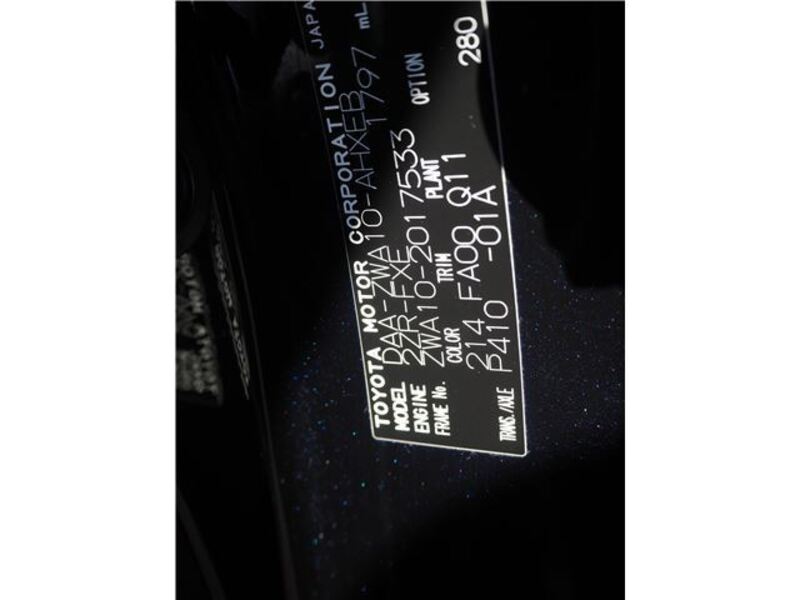 TOYOTA MOTOR CORPORATION JAPAN
MODEL DAA-ZWA10-AHXEB
ENGINE 2ZR-FXE 1797 mL
FRAME No. ZWA10-2017533
COLOR TRIM PLANT OPTION
214 FA00 Q11 280
TRANS./AXLE P410 -01A